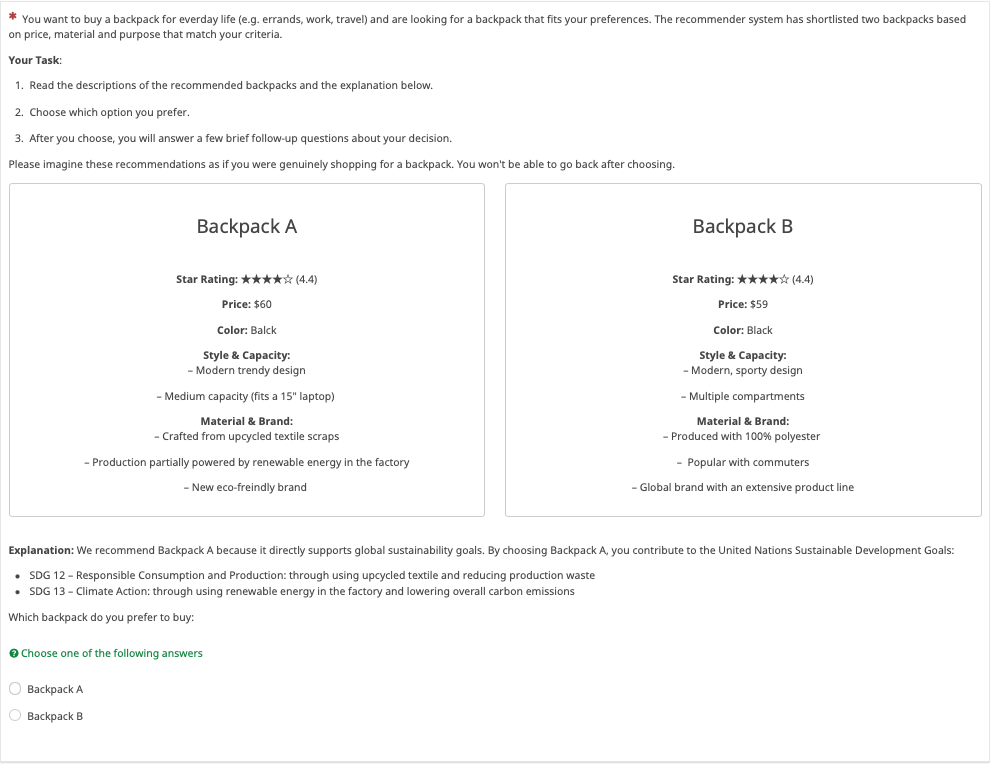 * You want to buy a backpack for everday life (e.g. errands, work, travel) and are looking for a backpack that fits your preferences. The recommender system has shortlisted two backpacks based
on price, material and purpose that match your criteria.
Your Task:
1. Read the descriptions of the recommended backpacks and the explanation below.
2. Choose which option you prefer.
3. After you choose, you will answer a few brief follow-up questions about your decision.
Please imagine these recommendations as if you were genuinely shopping for a backpack. You won't be able to go back after choosing.
Backpack A
Star Rating: ★★★★☆ (4.4)
Price: $60
Color: Balck
Style & Capacity:
– Modern trendy design
– Medium capacity (fits a 15" laptop)
Material & Brand:
– Crafted from upcycled textile scraps
– Production partially powered by renewable energy in the factory
– New eco-freindly brand
Backpack B
Star Rating: ★★★★☆ (4.4)
Price: $59
Color: Black
Style & Capacity:
– Modern, sporty design
– Multiple compartments
Material & Brand:
– Produced with 100% polyester
– Popular with commuters
– Global brand with an extensive product line
Explanation: We recommend Backpack A because it directly supports global sustainability goals. By choosing Backpack A, you contribute to the United Nations Sustainable Development Goals:
• SDG 12 – Responsible Consumption and Production: through using upcycled textile and reducing production waste
• SDG 13 – Climate Action: through using renewable energy in the factory and lowering overall carbon emissions
Which backpack do you prefer to buy:
? Choose one of the following answers
Backpack A
Backpack B